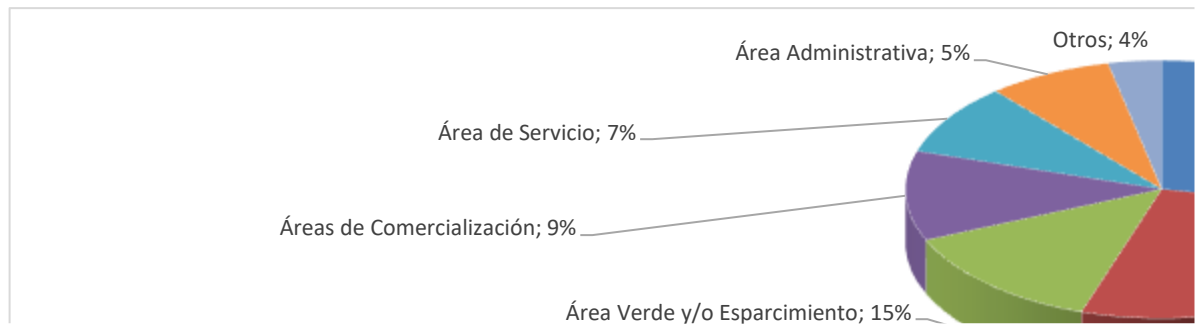 Otros; 4%
Área Administrativa; 5%
Área de Servicio; 7%
Áreas de Comercialización; 9%
Área Verde y/o Esparcimiento; 15%